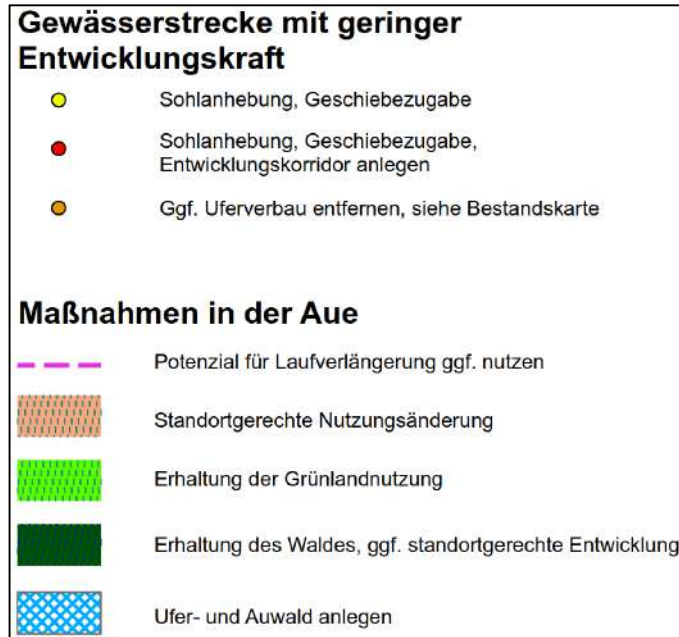 Gewässerstrecke mit geringer
Entwicklungskraft
Sohlanhebung, Geschiebezugabe
Sohlanhebung, Geschiebezugabe,
Entwicklungskorridor anlegen
Ggf. Uferverbau entfernen, siehe Bestandskarte
Maßnahmen in der Aue
Potenzial für Laufverlängerung ggf. nutzen
Standortgerechte Nutzungsänderung
Erhaltung der Grünlandnutzung
Erhaltung des Waldes, ggf. standortgerechte Entwicklung
Ufer- und Auwald anlegen